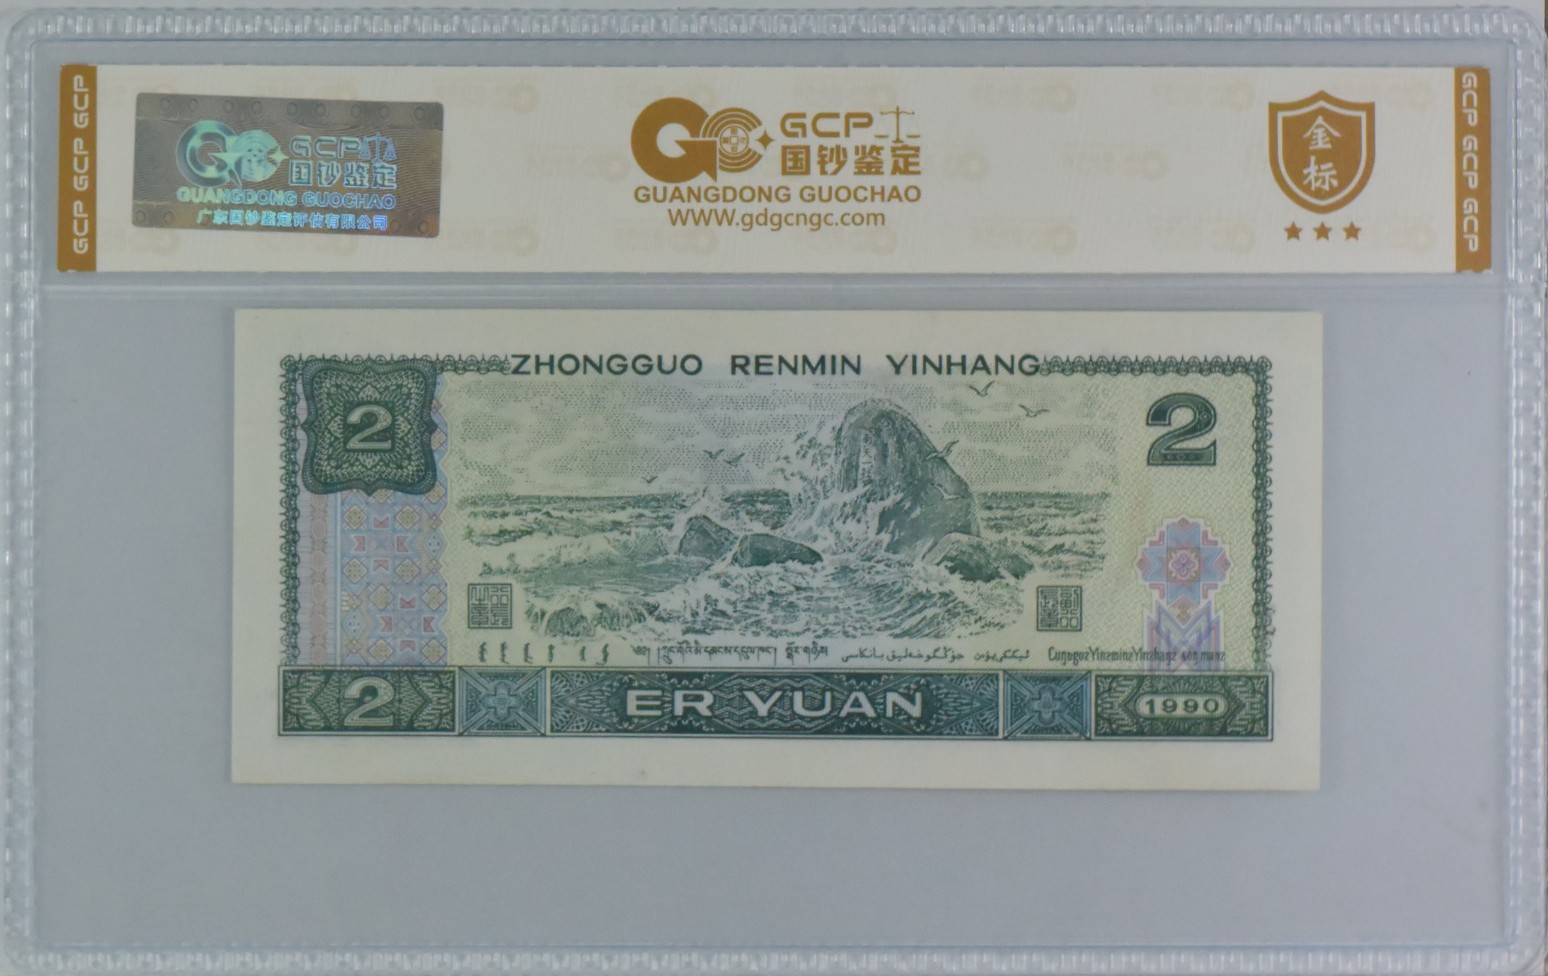 GCP GCP GCP
GCP 国钞鉴定
GUANGDONG GUOCHAO
广东国钞鉴定评估有限公司
GCP
国钞鉴定
GUANGDONG GUOCHAO
WWW.gdgcngc.com
金标
GCP GCP GCP
ZHONGGUO RENMIN YINHANG
2
2
2
ER YUAN
1990